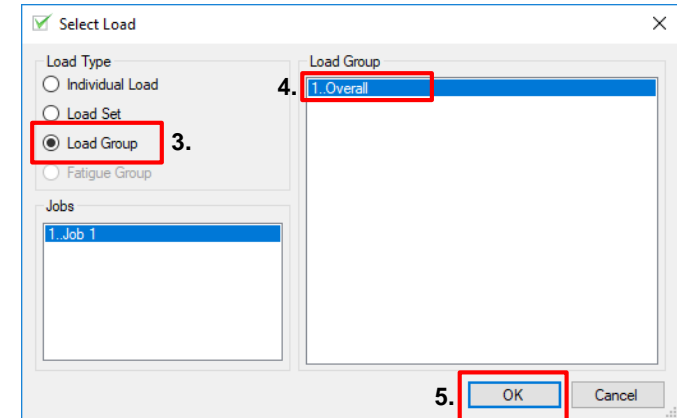 Select Load
Load Type
Individual Load
Load Set
Load Group 3.
Fatigue Group
Jobs
1..Job 1
Load Group
4. 1..Overall
5. OK Cancel